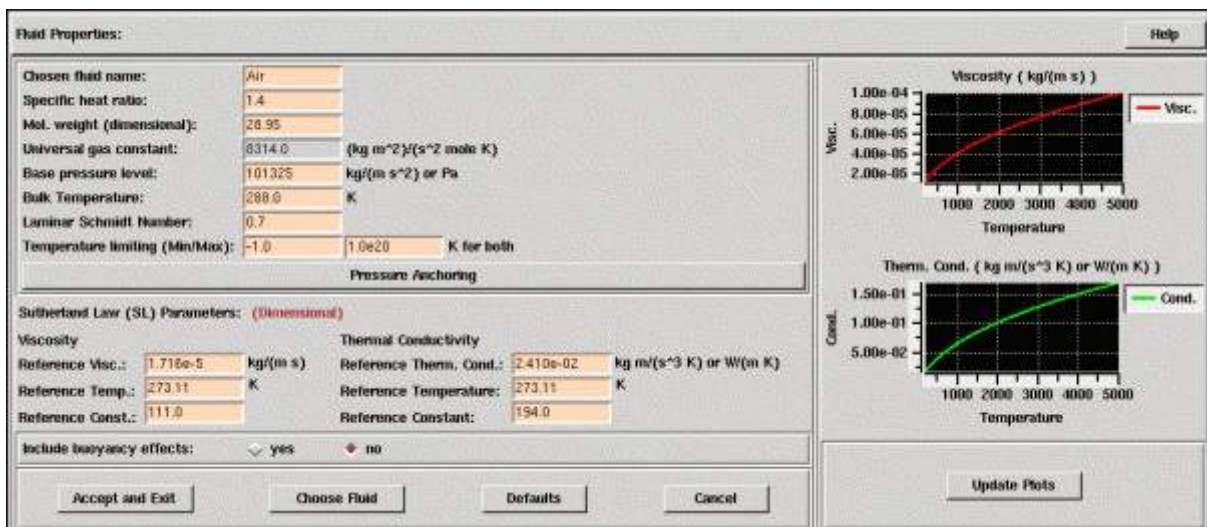 Fluid Properties:
Help
Chosen fluid name: Air
Specific heat ratio: 1.4
Mol. weight (dimensional): 28.95
Universal gas constant: 8314.0 (kg m^2)/(s^2 mole K)
Base pressure level: 101325 kg/(m s^2) or Pa
Bulk Temperature: 288.0 K
Laminar Schmidt Number: 0.7
Temperature limiting (Min/Max): -1.0 1.0e20 K for both
Pressure Anchoring
Sutherland Law (SL) Parameters: (Dimensional)
Viscosity Thermal Conductivity
Reference Visc.: 1.716e-5 kg/(m s) Reference Therm. Cond.: 2.410e-02 kg m/(s^3 K) or W/(m K)
Reference Temp.: 273.11 K Reference Temperature: 273.11 K
Reference Const.: 111.0 Reference Constant: 194.0
Include buoyancy effects: yes no
Accept and Exit Choose Fluid Defaults Cancel
Viscosity ( kg/(m s) )
1.00e-04
8.00e-05
6.00e-05
4.00e-05
2.00e-05
Visc.
Visc.
1000 2000 3000 4000 5000
Temperature
Therm. Cond. ( kg m/(s^3 K) or W/(m K) )
1.50e-01
1.00e-01
5.00e-02
Cond.
Cond.
1000 2000 3000 4000 5000
Temperature
Update Plots